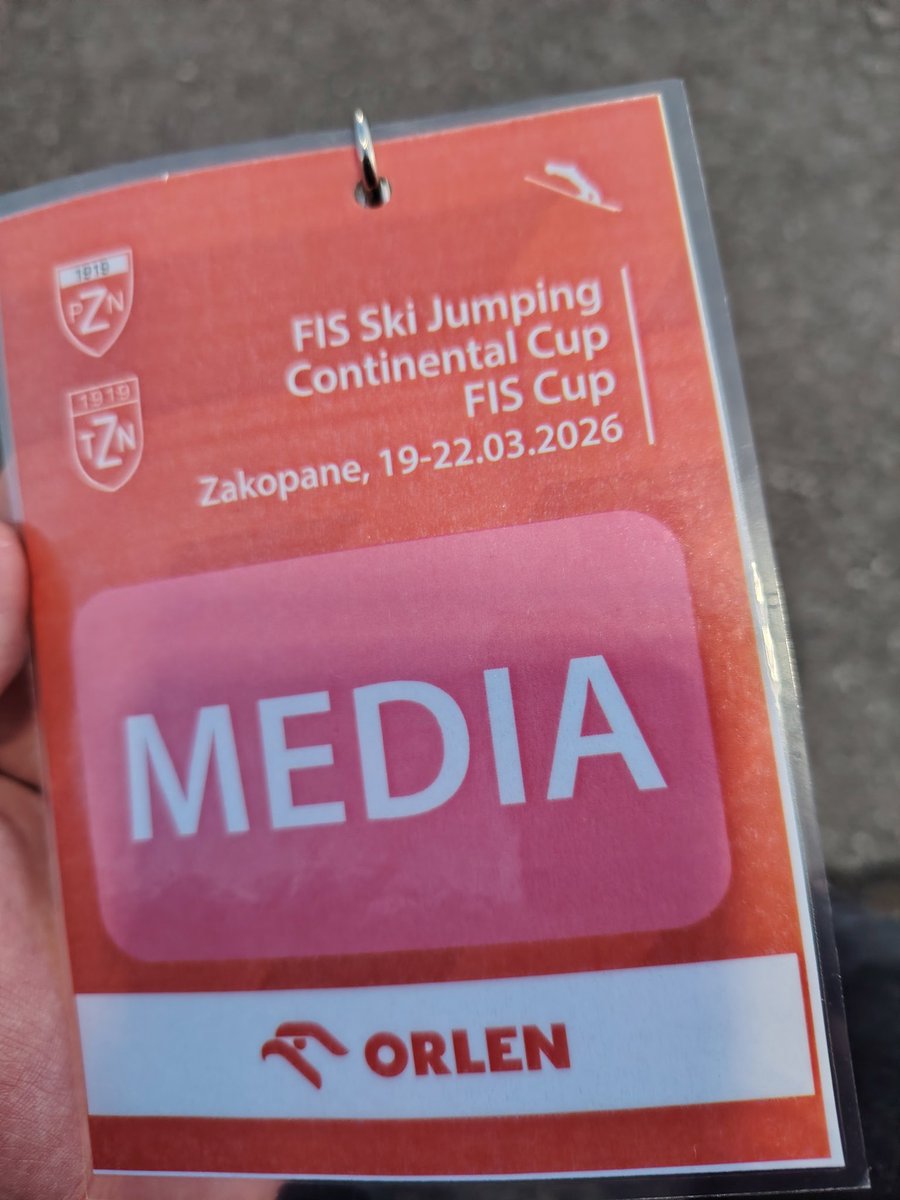 1919
PZN
1919
TZN
FIS Ski Jumping
Continental Cup
FIS Cup
Zakopane, 19-22.03.2026
MEDIA
ORLEN